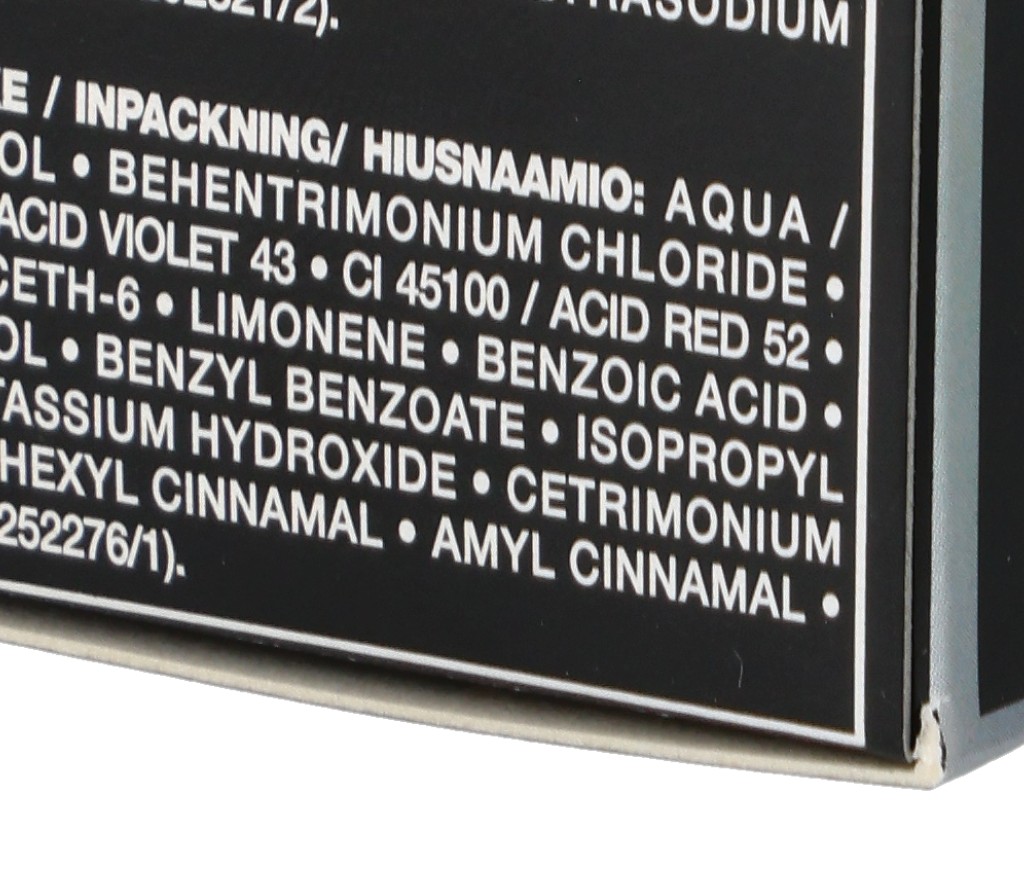 TRASODIUM
/2).
/ INPACKNING/ HIUSNAAMIO: AQUA /
OL • BEHENTRIMONIUM CHLORIDE •
ACID VIOLET 43 • CI 45100 / ACID RED 52 •
CETH-6 • LIMONENE • BENZOIC ACID •
OL • BENZYL BENZOATE • ISOPROPYL
TASSIUM HYDROXIDE • CETRIMONIUM
HEXYL CINNAMAL • AMYL CINNAMAL •
252276/1).